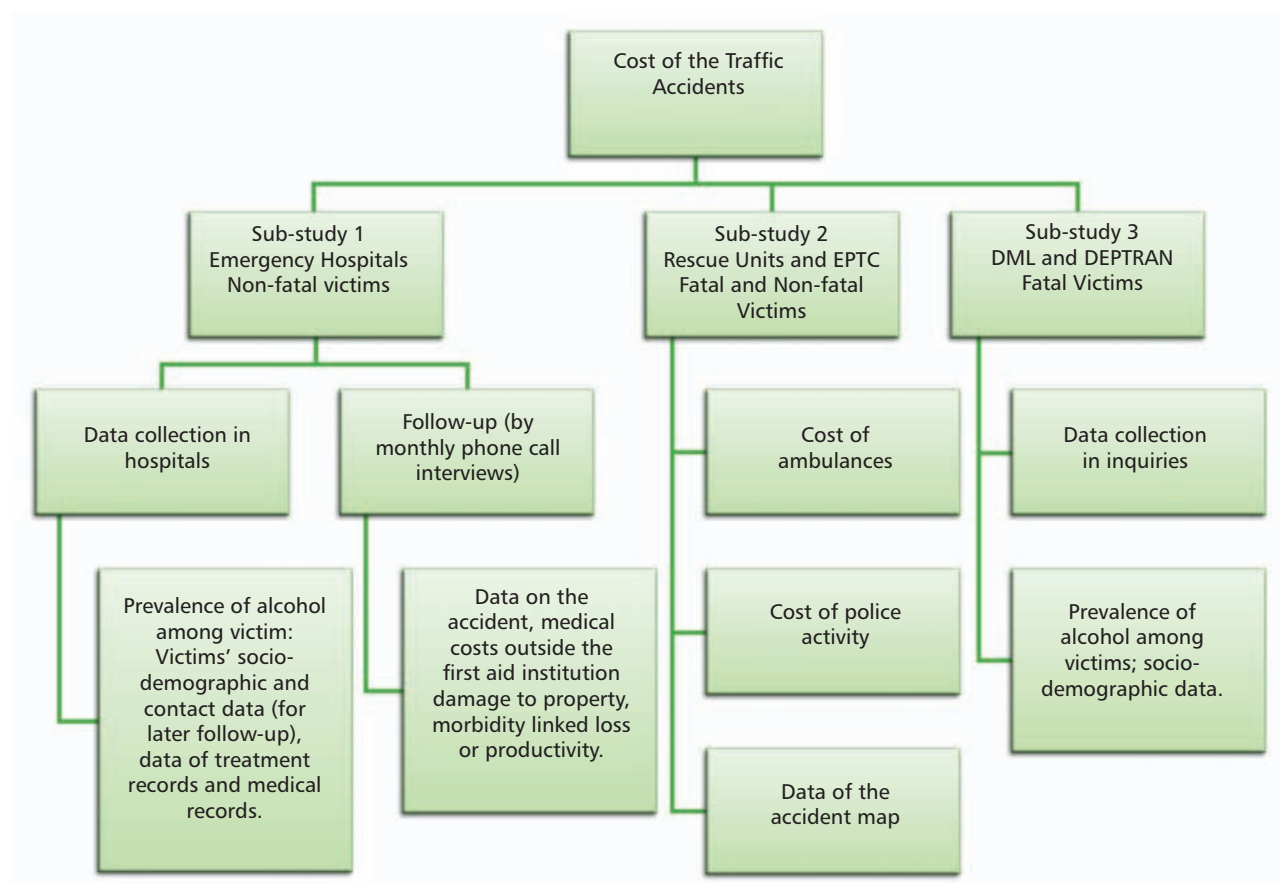 Cost of the Traffic
Accidents
Sub-study 1
Emergency Hospitals
Non-fatal victims
Sub-study 2
Rescue Units and EPTC
Fatal and Non-fatal
Victims
Sub-study 3
DML and DEPTRAN
Fatal Victims
Data collection in
hospitals
Follow-up (by
monthly phone call
interviews)
Cost of
ambulances
Data collection
in inquiries
Prevalence of alcohol
among victim:
Victims’ socio-
demographic and
contact data (for
later follow-up),
data of treatment
records and medical
records.
Data on the
accident, medical
costs outside the
first aid institution
damage to property,
morbidity linked loss
or productivity.
Cost of police
activity
Prevalence of
alcohol among
victims; socio-
demographic data.
Data of the
accident map